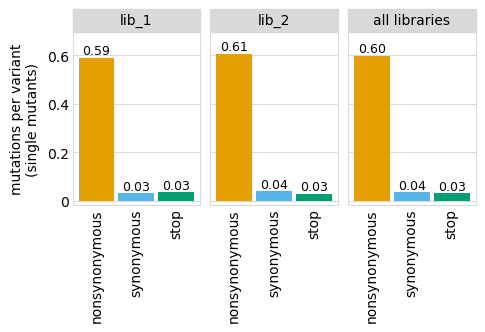 lib_1
lib_2
all libraries
mutations per variant
(single mutants)
0.6
0.4
0.2
0
0.59
0.03
0.03
0.61
0.04
0.03
0.60
0.04
0.03
nonsynonymous
synonymous
stop
nonsynonymous
synonymous
stop
nonsynonymous
synonymous
stop